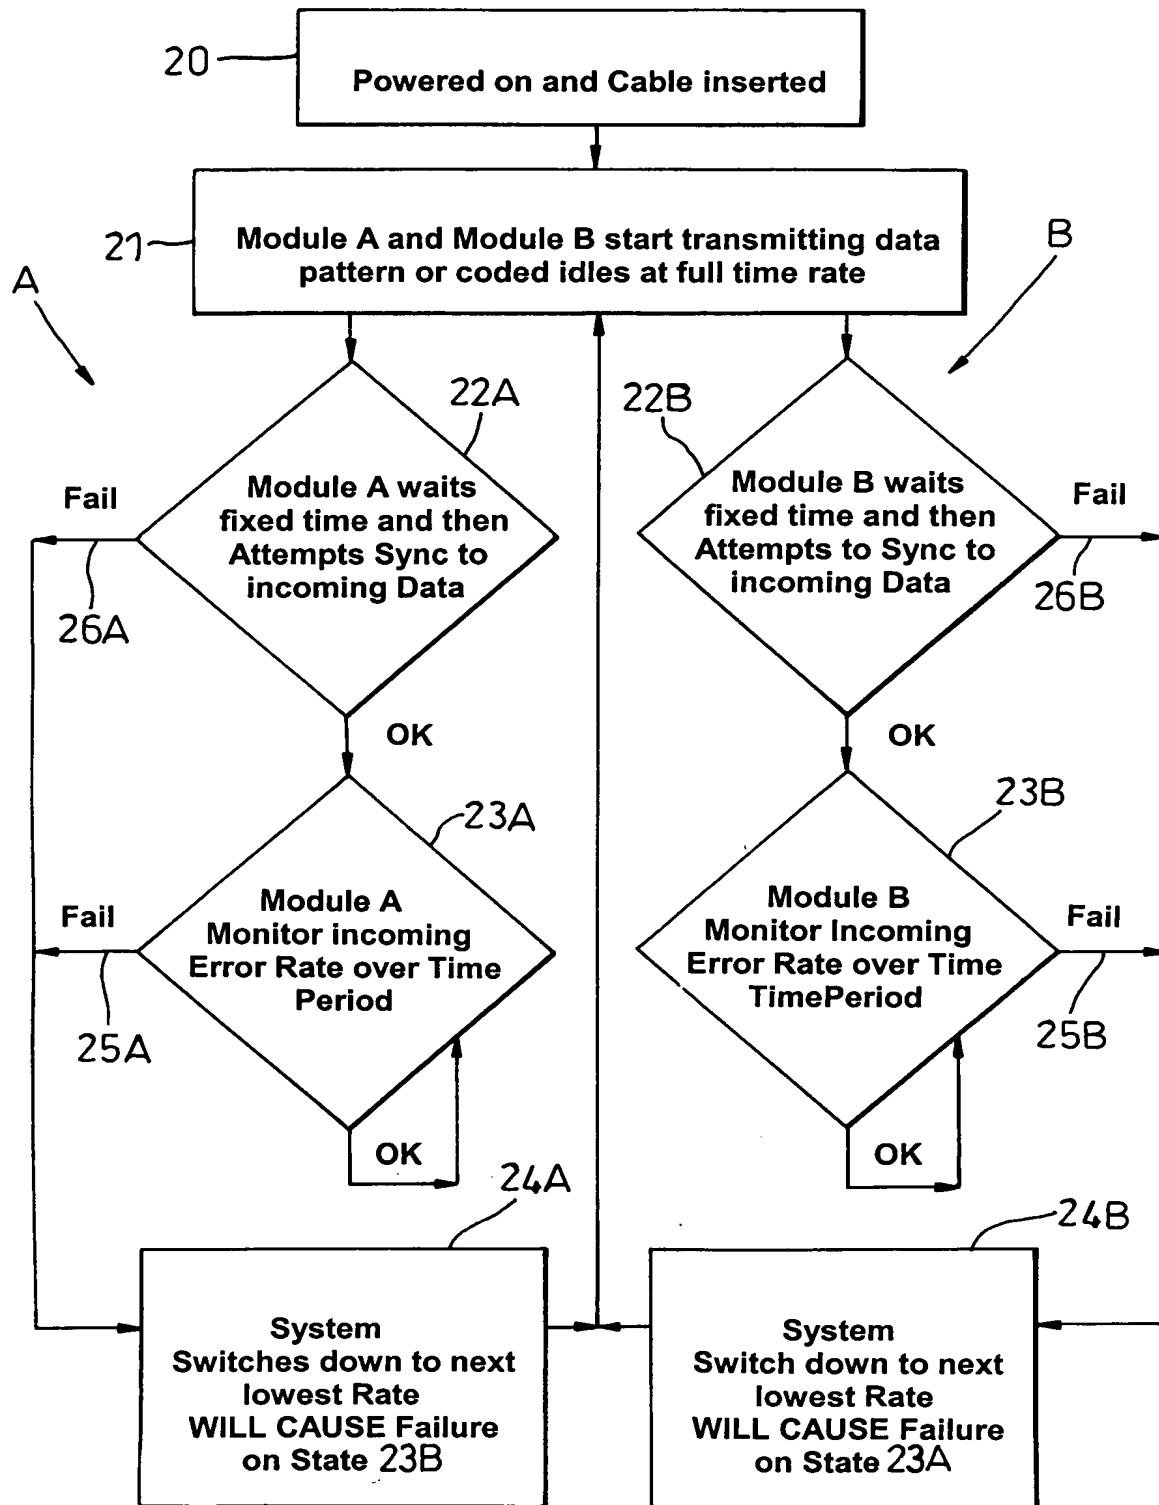 20
Powered on and Cable inserted
21
Module A and Module B start transmitting data
pattern or coded idles at full time rate
A
B
22A
Module A waits
fixed time and then
Attempts Sync to
incoming Data
Fail
26A
OK
22B
Module B waits
fixed time and then
Attempts to Sync to
incoming Data
Fail
26B
OK
23A
Module A
Monitor incoming
Error Rate over Time
Period
Fail
25A
OK
23B
Module B
Monitor Incoming
Error Rate over Time
TimePeriod
Fail
25B
OK
24A
System
Switches down to next
lowest Rate
WILL CAUSE Failure
on State 23B
24B
System
Switch down to next
lowest Rate
WILL CAUSE Failure
on State 23A